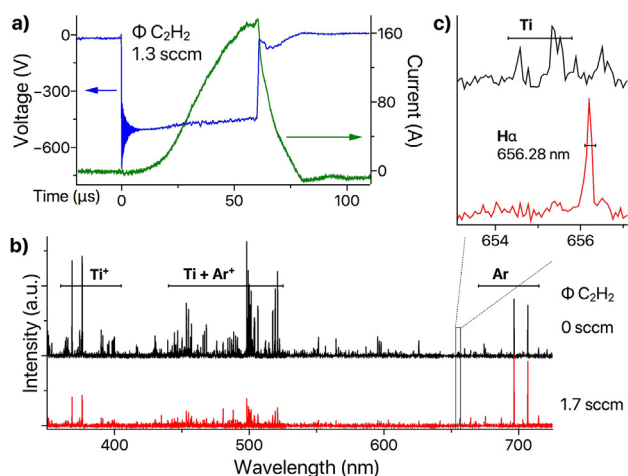 a)
Φ C₂H₂
1.3 sccm
0
−300
−600
Voltage (V)
160
80
0
Current (A)
Time (µs)
0
50
100
c)
Ti
Hα
656.28 nm
654
656
b)
Ti⁺
Ti + Ar⁺
Ar
Φ C₂H₂
0 sccm
1.7 sccm
Intensity (a.u.)
400
500
600
700
Wavelength (nm)